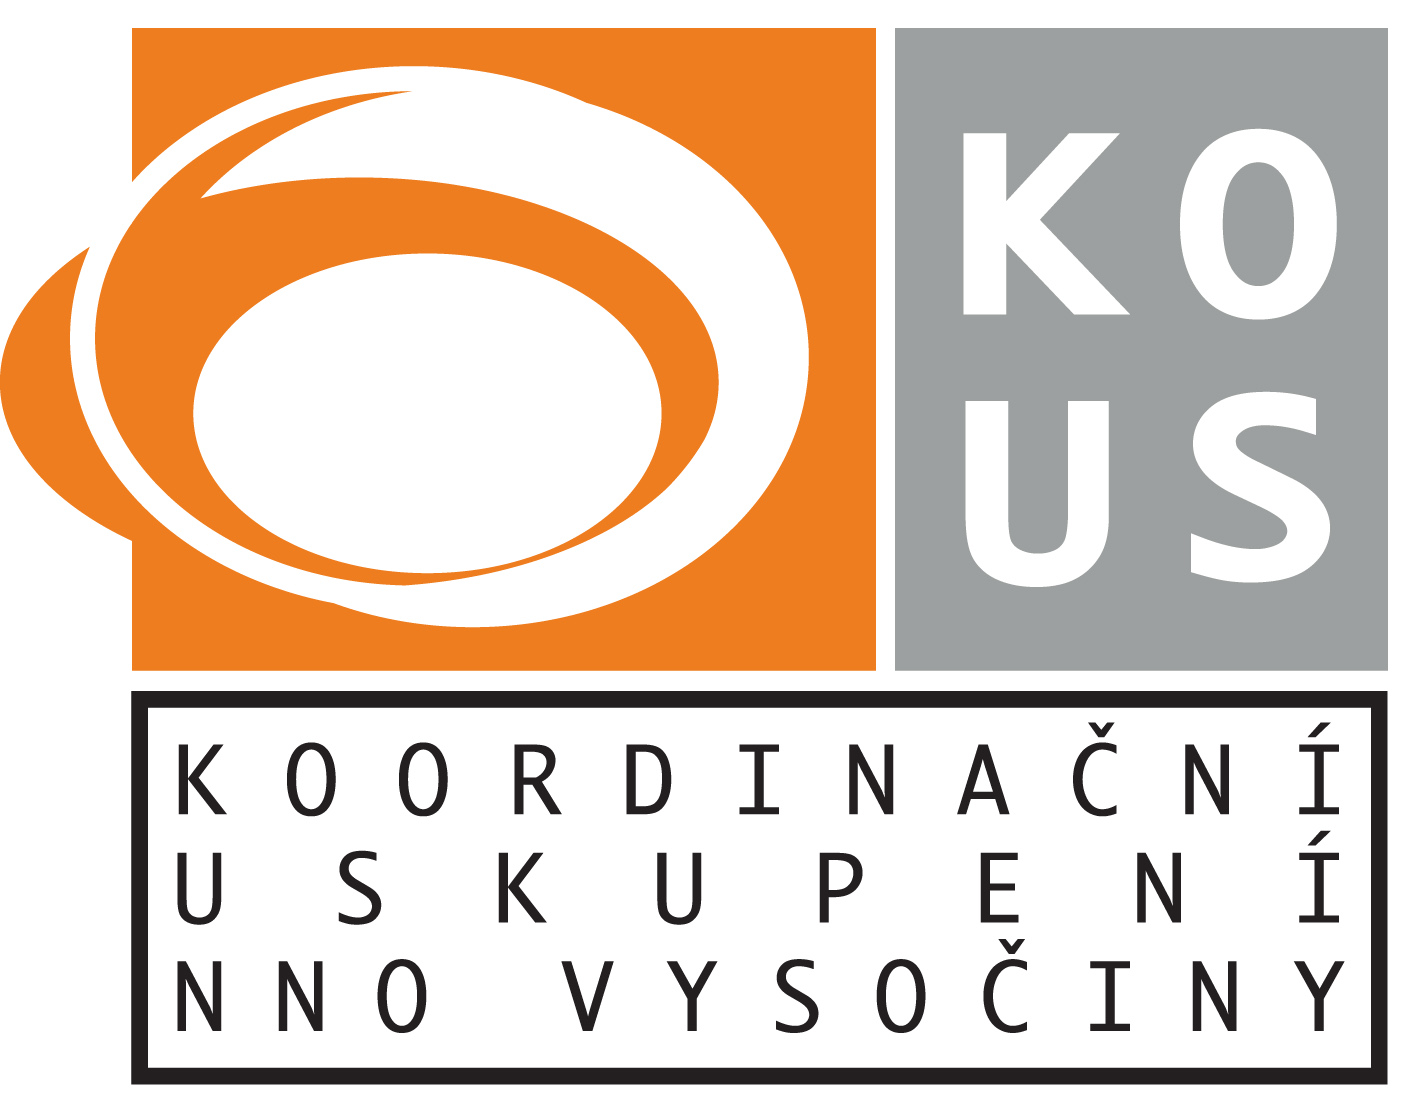 KO
US
KOORDINAČNÍ
USKUPENÍ
NNO VYSOČINY